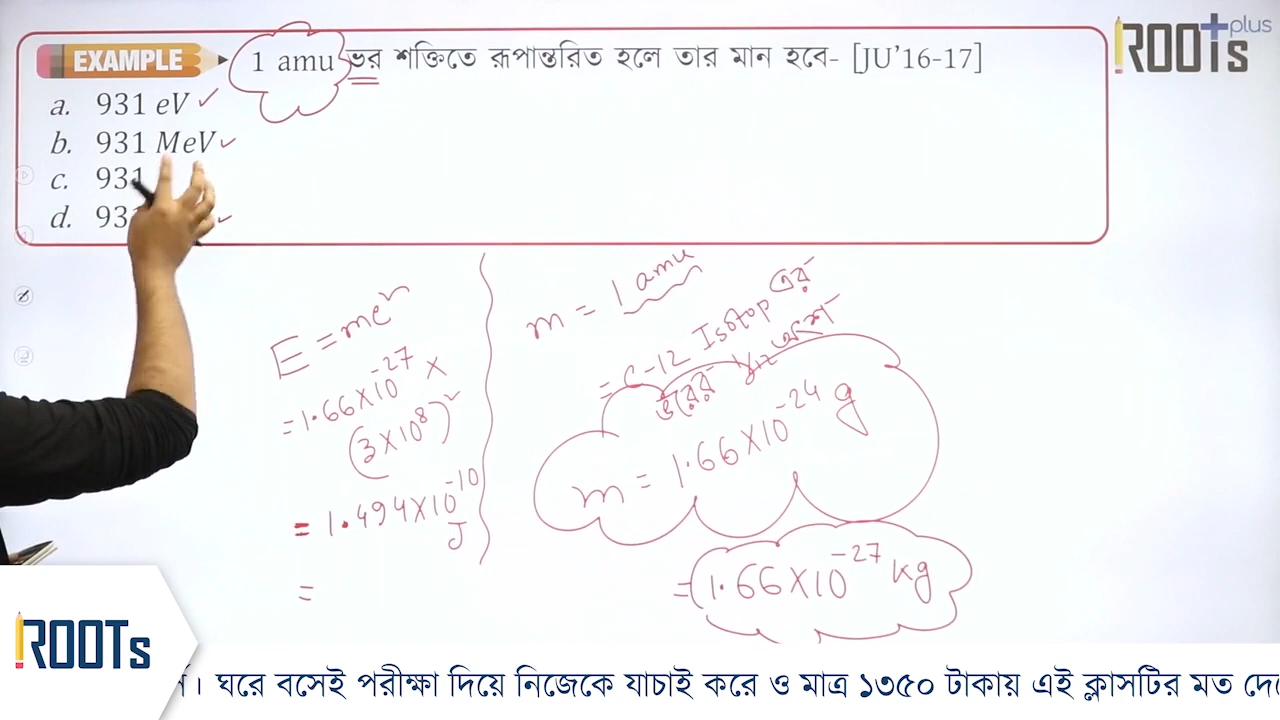 EXAMPLE 1 amu ভর শক্তিতে রূপান্তরিত হলে তার মান হবে- [JU'16-17]
a. 931 eV ✓
b. 931 MeV ✓
c. 931
d. 93 ✓
ROOTs plus
E = mc²
= 1.66×10⁻²⁷ ×
(3×10⁸)²
= 1.494×10⁻¹⁰
J
=
m = 1 amu
= C-12 Isotop এর
ভরের 1/12 অংশ
m = 1.66×10⁻²⁴ g
= 1.66×10⁻²⁷ kg
ROOTs
। ঘরে বসেই পরীক্ষা দিয়ে নিজেকে যাচাই করে ও মাত্র ১৩৫০ টাকায় এই ক্লাসটির মত